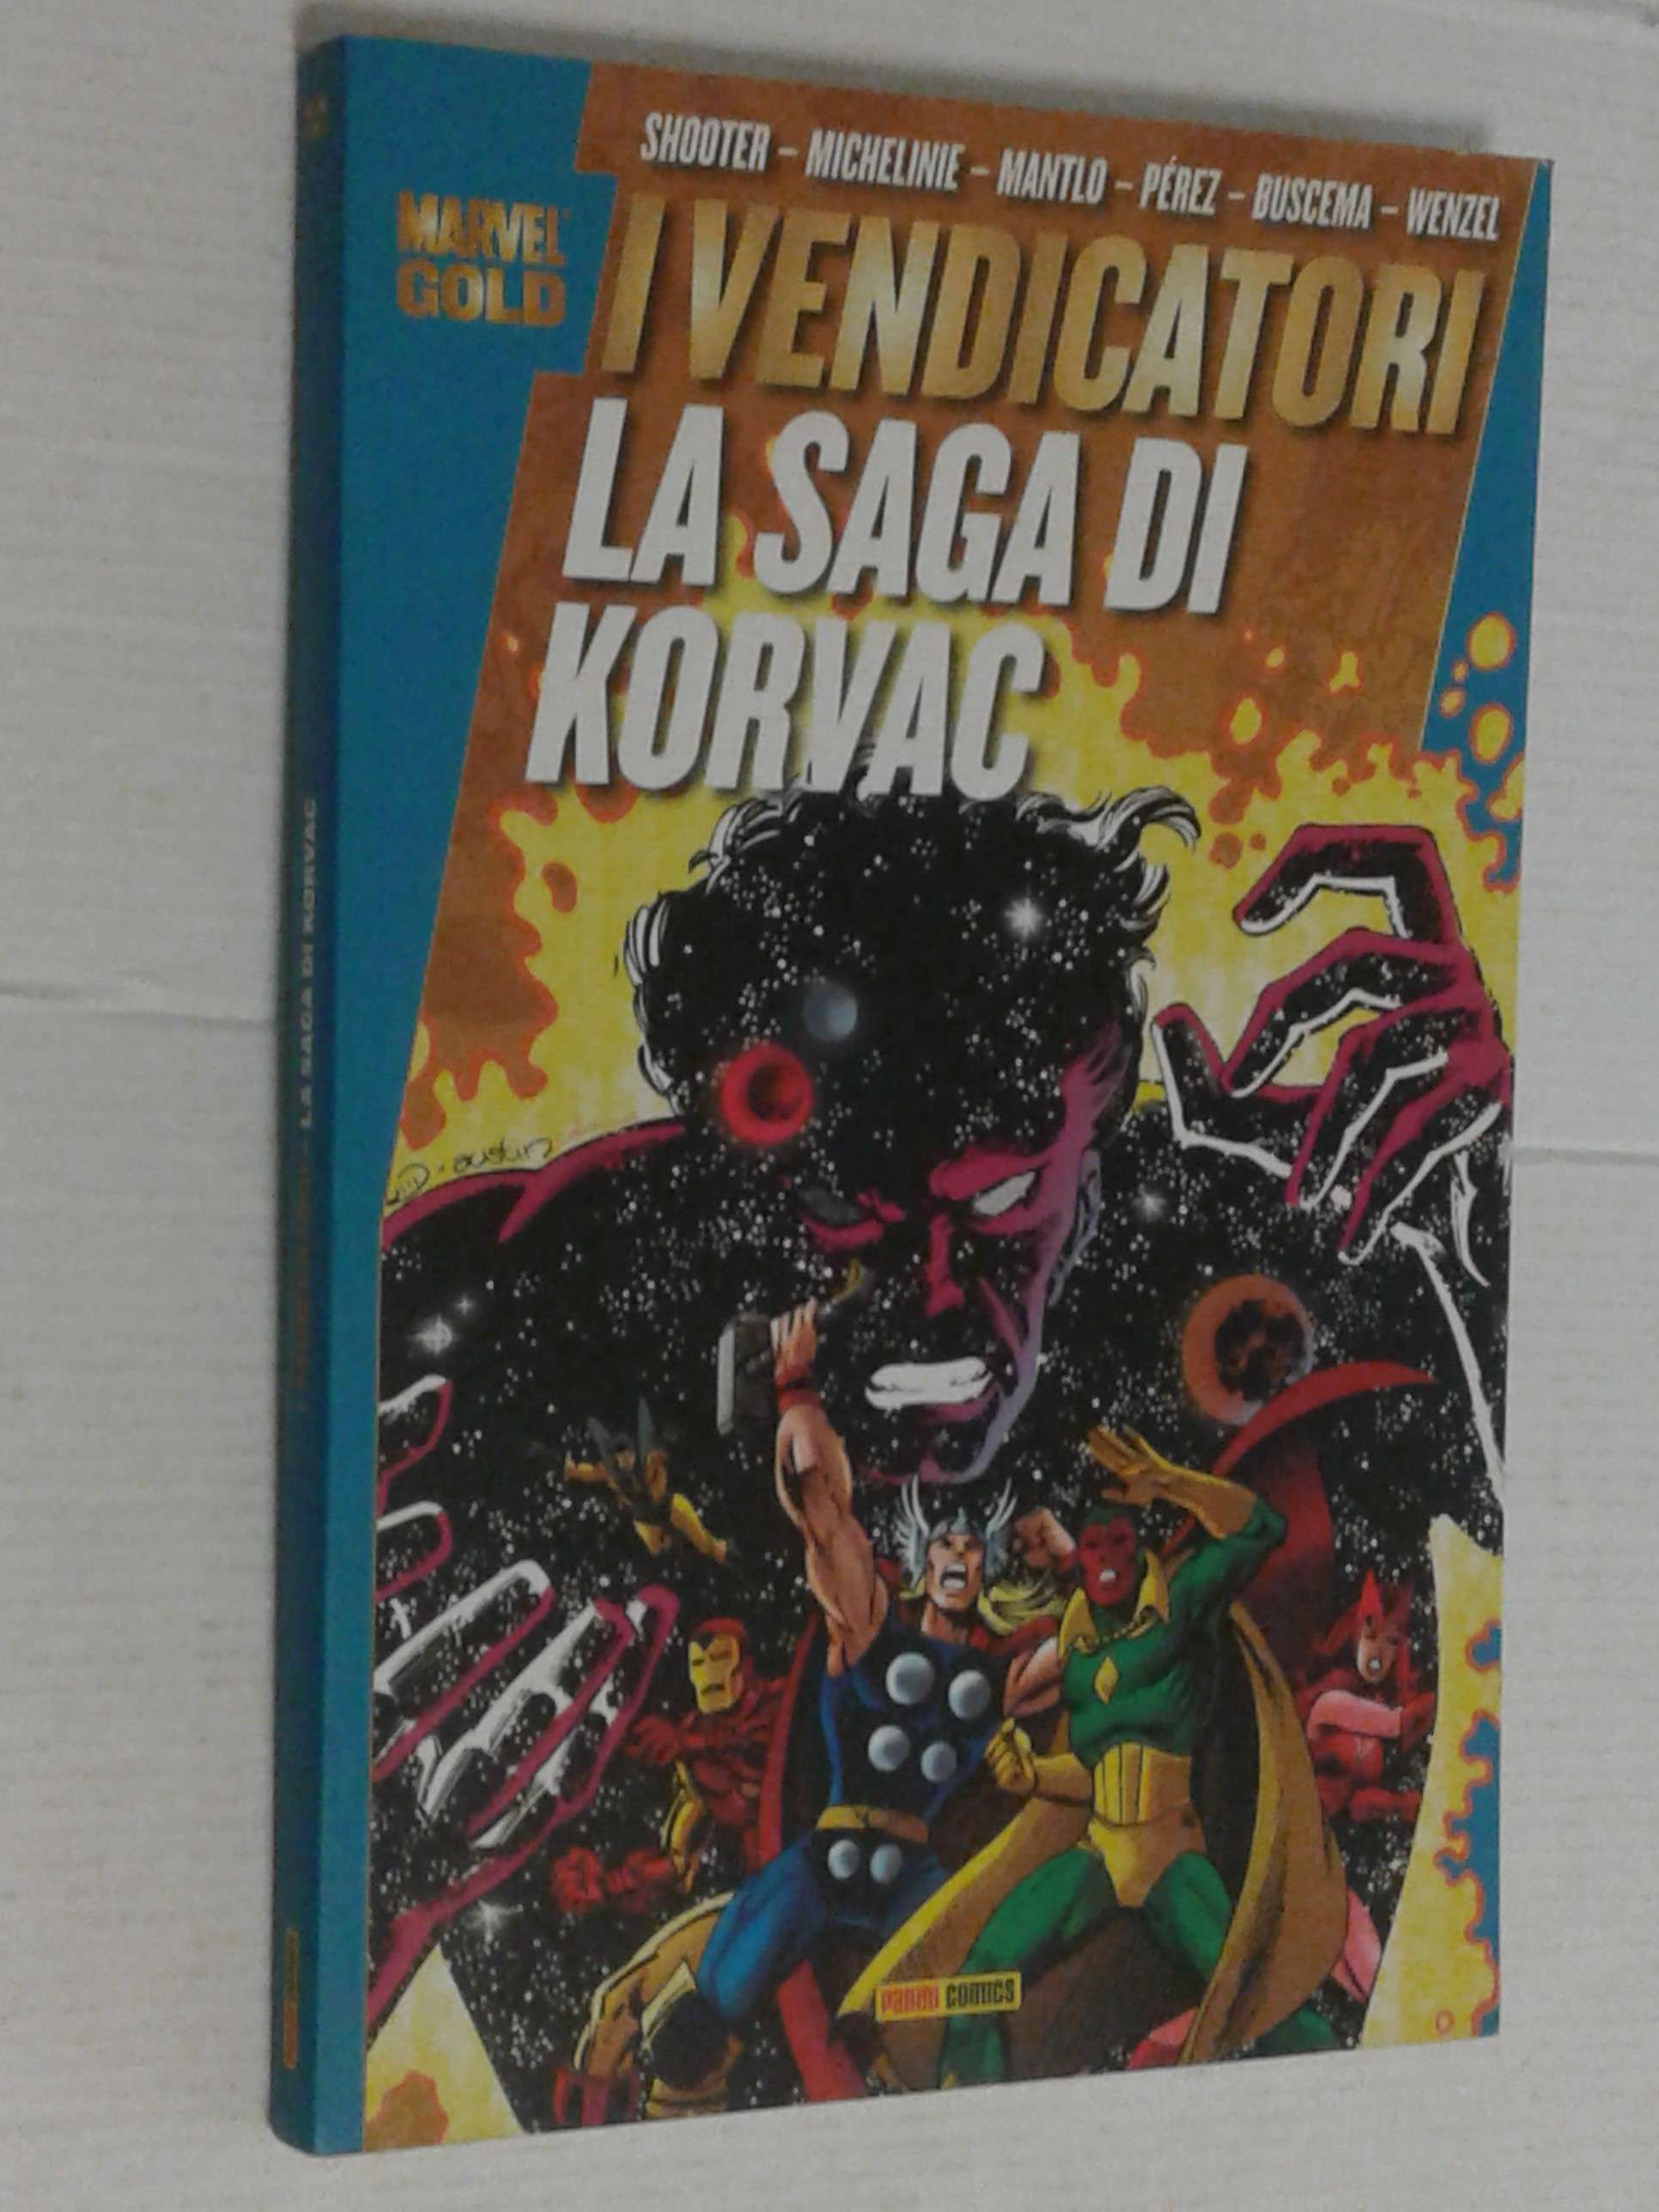 SHOOTER – MICHELINIE – MANTLO – PÉREZ – BUSCEMA – WENZEL
MARVEL
GOLD
I VENDICATORI
LA SAGA DI
KORVAC
austin
PANINI COMICS
LA SAGA DI KORVAC